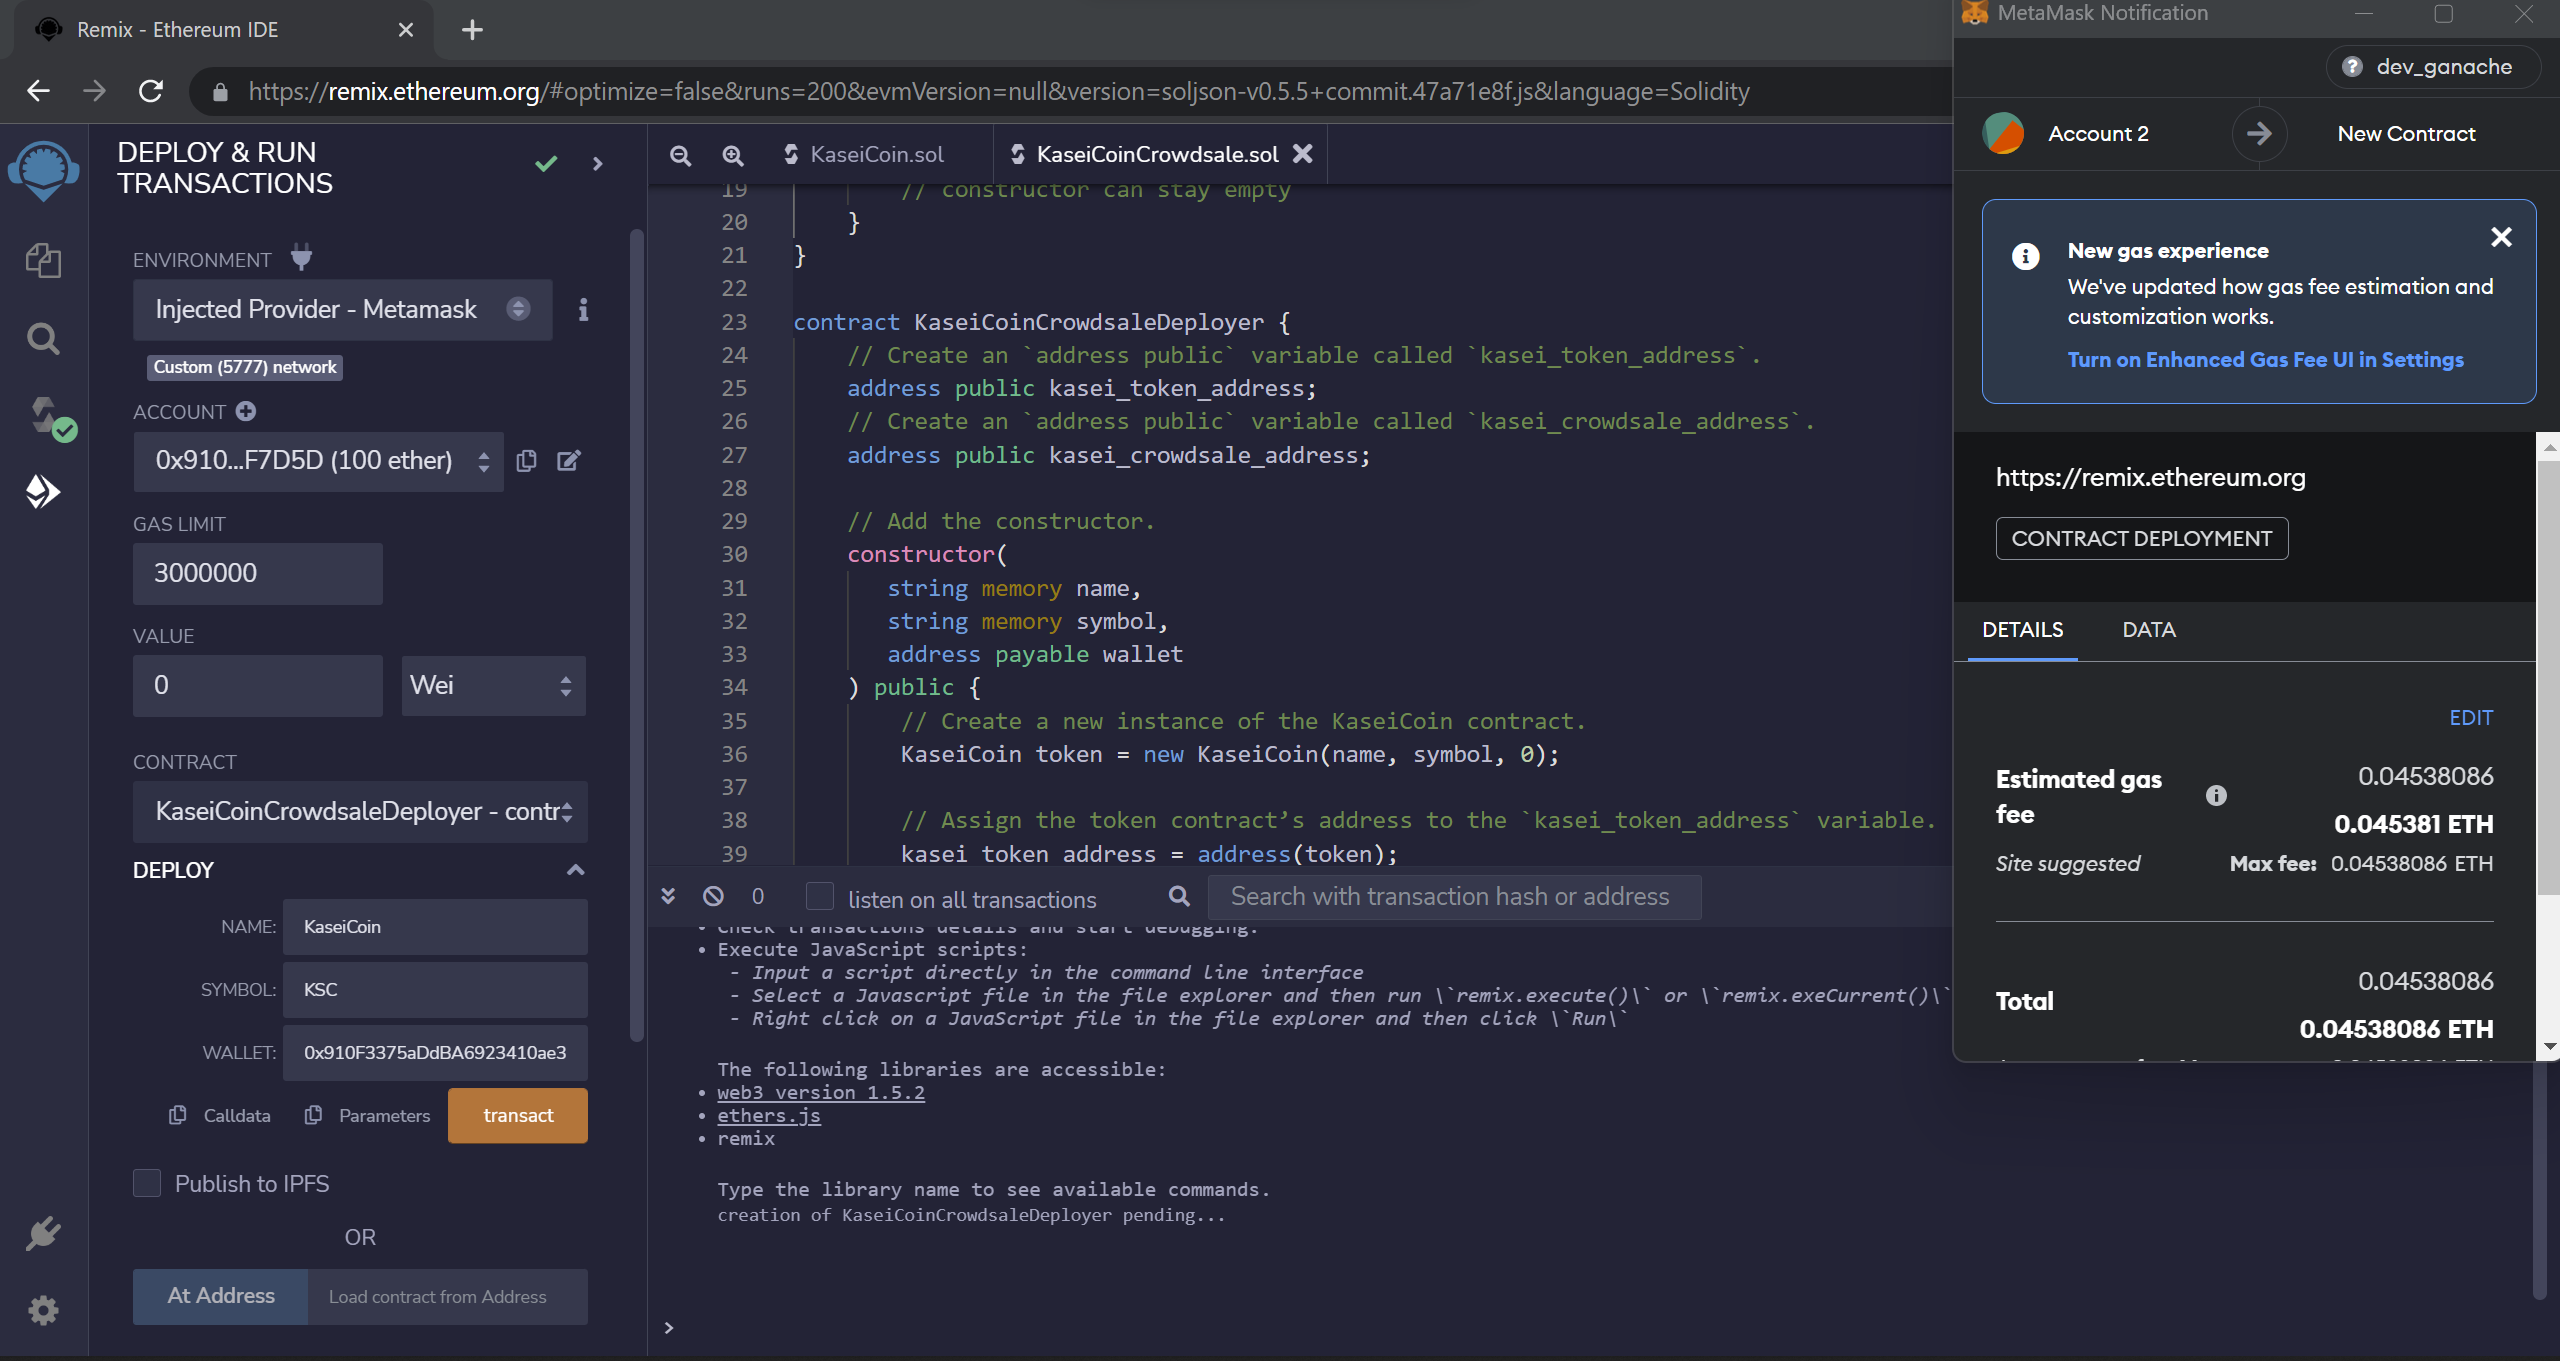 Remix - Ethereum IDE
https://remix.ethereum.org/#optimize=false&runs=200&evmVersion=null&version=soljson-v0.5.5+commit.47a71e8f.js&language=Solidity
DEPLOY & RUN
TRANSACTIONS
ENVIRONMENT
Injected Provider - Metamask
Custom (5777) network
ACCOUNT
0x910...F7D5D (100 ether)
GAS LIMIT
3000000
VALUE
0
Wei
CONTRACT
KaseiCoinCrowdsaleDeployer - contr
DEPLOY
NAME: KaseiCoin
SYMBOL: KSC
WALLET: 0x910F3375aDdBA6923410ae3
Calldata
Parameters
transact
Publish to IPFS
OR
At Address
Load contract from Address
KaseiCoin.sol
KaseiCoinCrowdsale.sol
19 // constructor can stay empty
20 }
21 }
22
23 contract KaseiCoinCrowdsaleDeployer {
24 // Create an `address public` variable called `kasei_token_address`.
25 address public kasei_token_address;
26 // Create an `address public` variable called `kasei_crowdsale_address`.
27 address public kasei_crowdsale_address;
28
29 // Add the constructor.
30 constructor(
31 string memory name,
32 string memory symbol,
33 address payable wallet
34 ) public {
35 // Create a new instance of the KaseiCoin contract.
36 KaseiCoin token = new KaseiCoin(name, symbol, 0);
37
38 // Assign the token contract’s address to the `kasei_token_address` variable.
39 kasei_token_address = address(token);
0
listen on all transactions
Search with transaction hash or address
• Check transactions details and start debugging.
• Execute JavaScript scripts:
- Input a script directly in the command line interface
- Select a Javascript file in the file explorer and then run \`remix.execute()\` or \`remix.exeCurrent()\`
- Right click on a JavaScript file in the file explorer and then click \`Run\`
The following libraries are accessible:
• web3 version 1.5.2
• ethers.js
• remix
Type the library name to see available commands.
creation of KaseiCoinCrowdsaleDeployer pending...
>
MetaMask Notification
dev_ganache
Account 2
New Contract
New gas experience
We've updated how gas fee estimation and
customization works.
Turn on Enhanced Gas Fee UI in Settings
https://remix.ethereum.org
CONTRACT DEPLOYMENT
DETAILS
DATA
EDIT
Estimated gas
fee
0.04538086
0.045381 ETH
Site suggested
Max fee: 0.04538086 ETH
0.04538086
Total
0.04538086 ETH